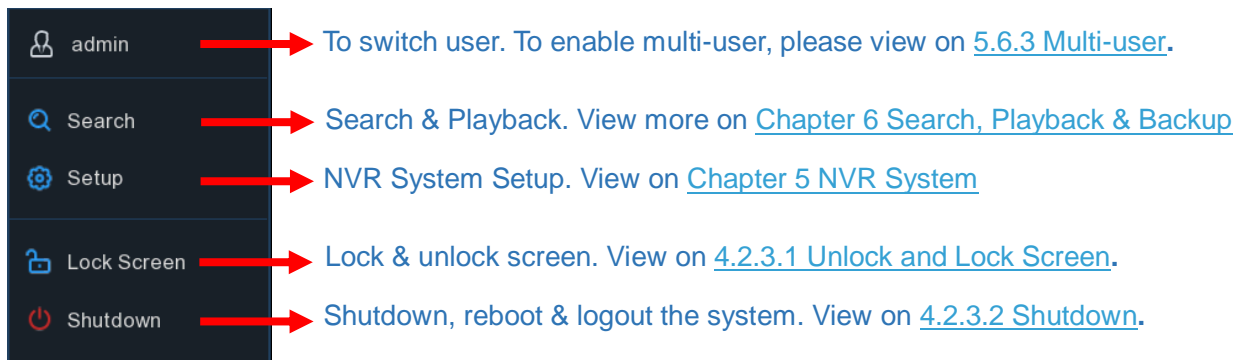 admin To switch user. To enable multi-user, please view on 5.6.3 Multi-user.
Search Search & Playback. View more on Chapter 6 Search, Playback & Backup
Setup NVR System Setup. View on Chapter 5 NVR System
Lock Screen Lock & unlock screen. View on 4.2.3.1 Unlock and Lock Screen.
Shutdown Shutdown, reboot & logout the system. View on 4.2.3.2 Shutdown.